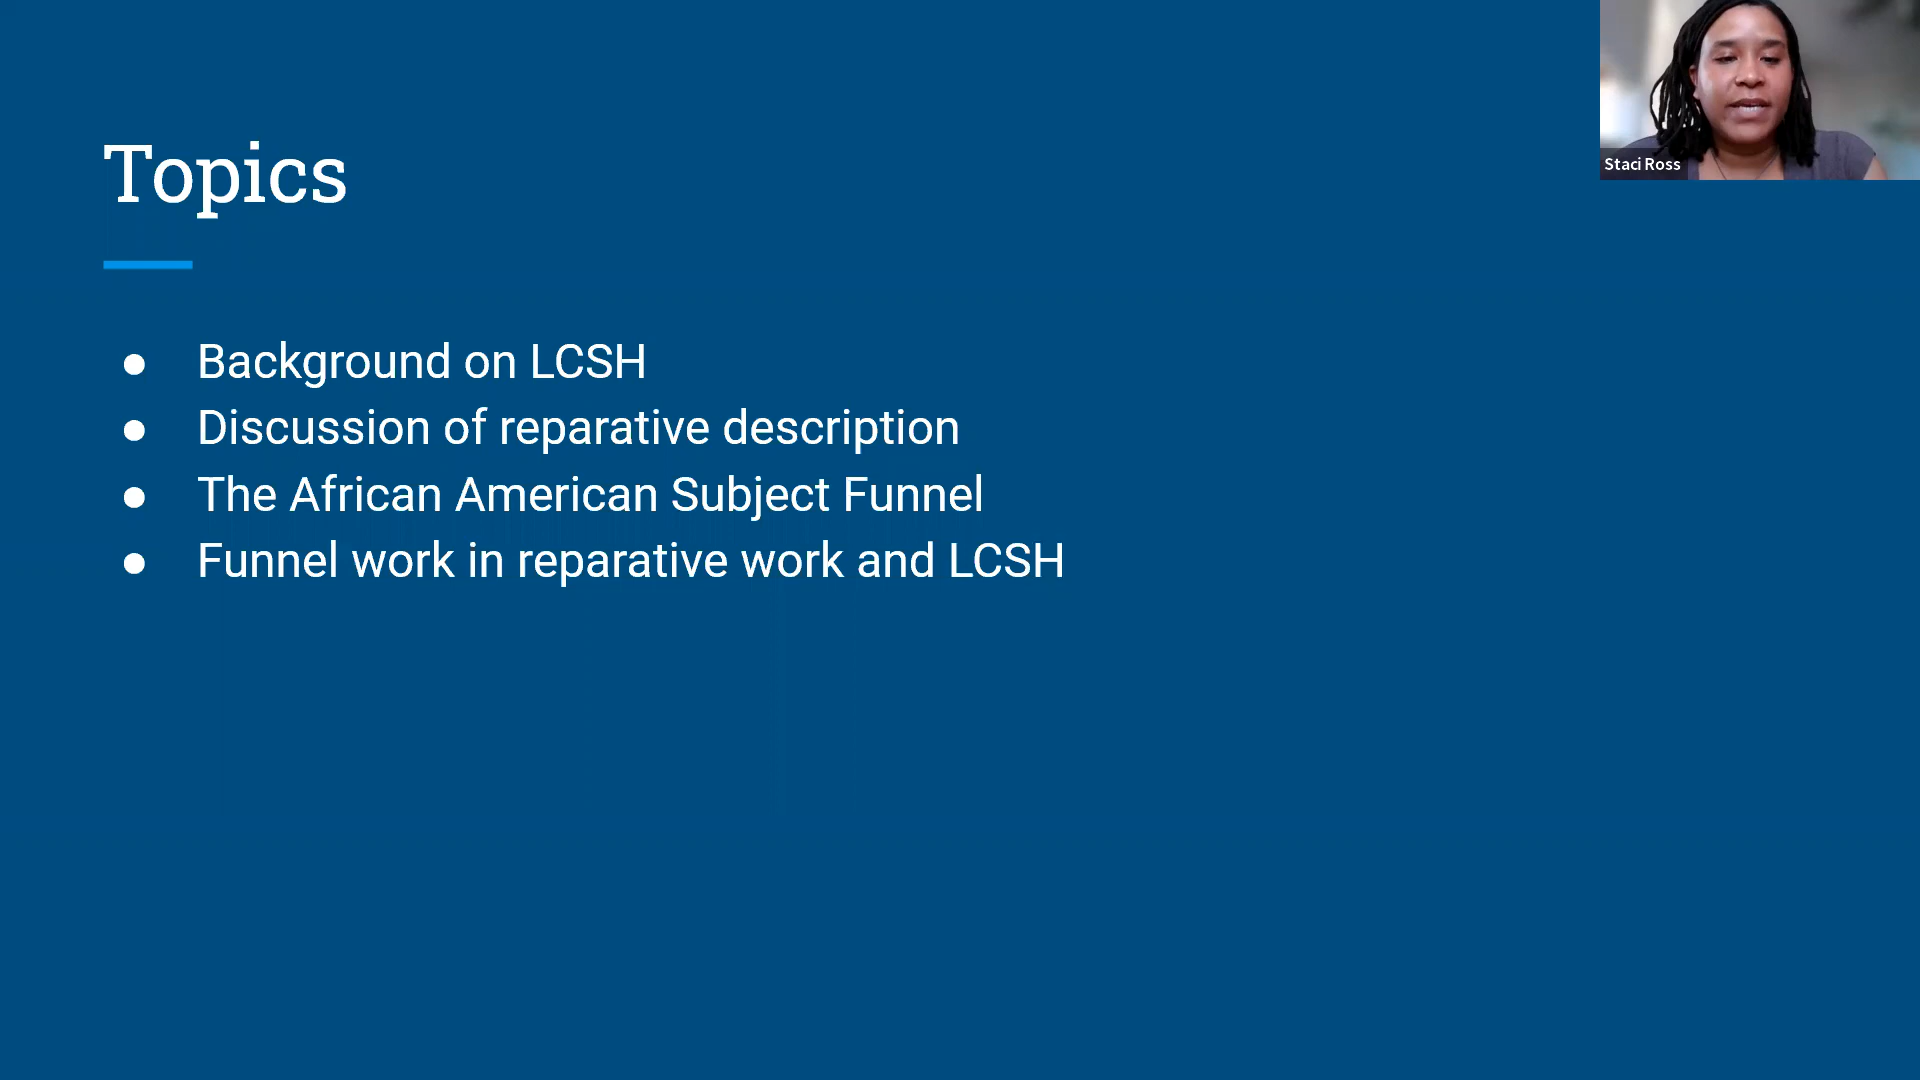 Topics
● Background on LCSH
● Discussion of reparative description
● The African American Subject Funnel
● Funnel work in reparative work and LCSH
Staci Ross